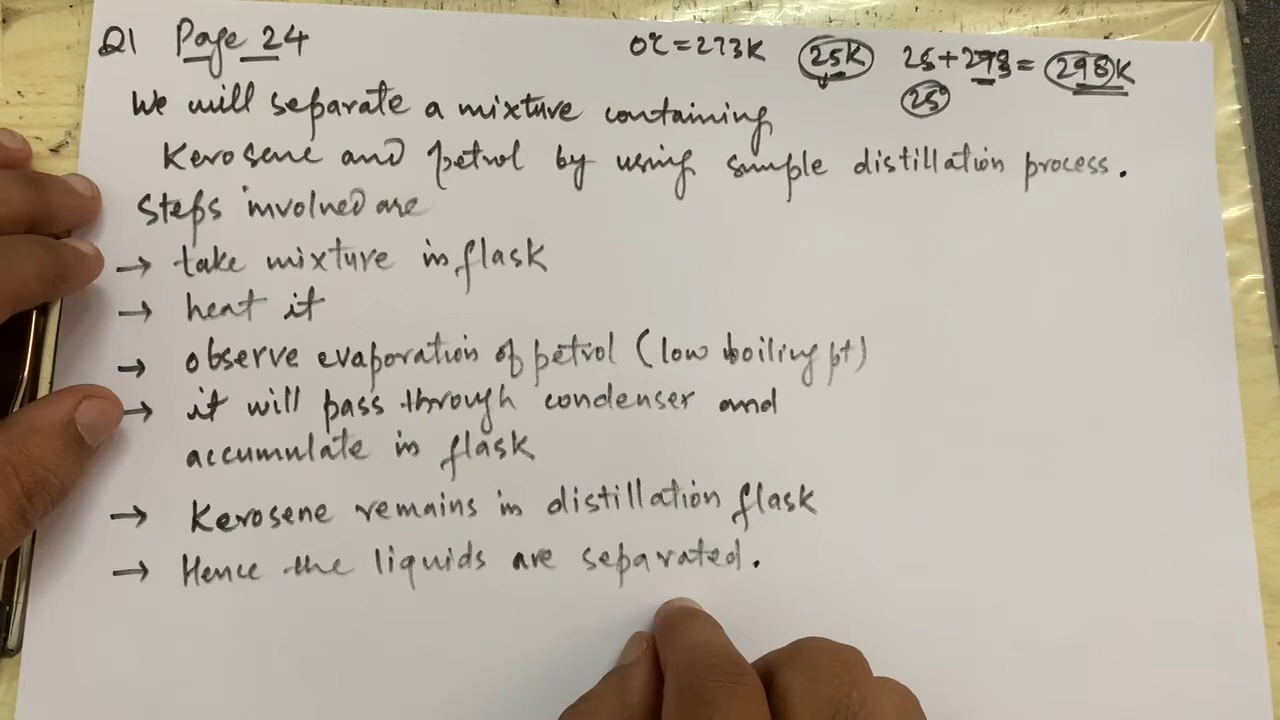 Q1 Page 24
0°C = 273K 25K 25 + 273 = 298K
25°
We will separate a mixture containing
Kerosene and petrol by using simple distillation process.
Steps involved are
→ take mixture in flask
→ heat it
→ observe evaporation of petrol (low boiling pt)
→ it will pass through condenser and
accumulate in flask
→ Kerosene remains in distillation flask
→ Hence the liquids are separated.